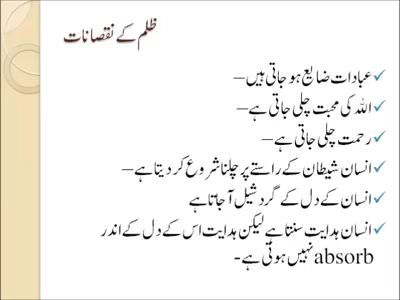 ظلم کے نقصانات
عبادات ضایع ہو جاتی ہیں–
اللہ کی محبت چلی جاتی ہے–
رحمت چلی جاتی ہے–
انسان شیطان کے راستے پر چلنا شروع کر دیتا ہے–
انسان کے دل کے گرد شیل آ جاتا ہے
انسان ہدایت سنتا ہے لیکن ہدایت اس کے دل کے اندر
absorb نہیں ہوتی ہے-